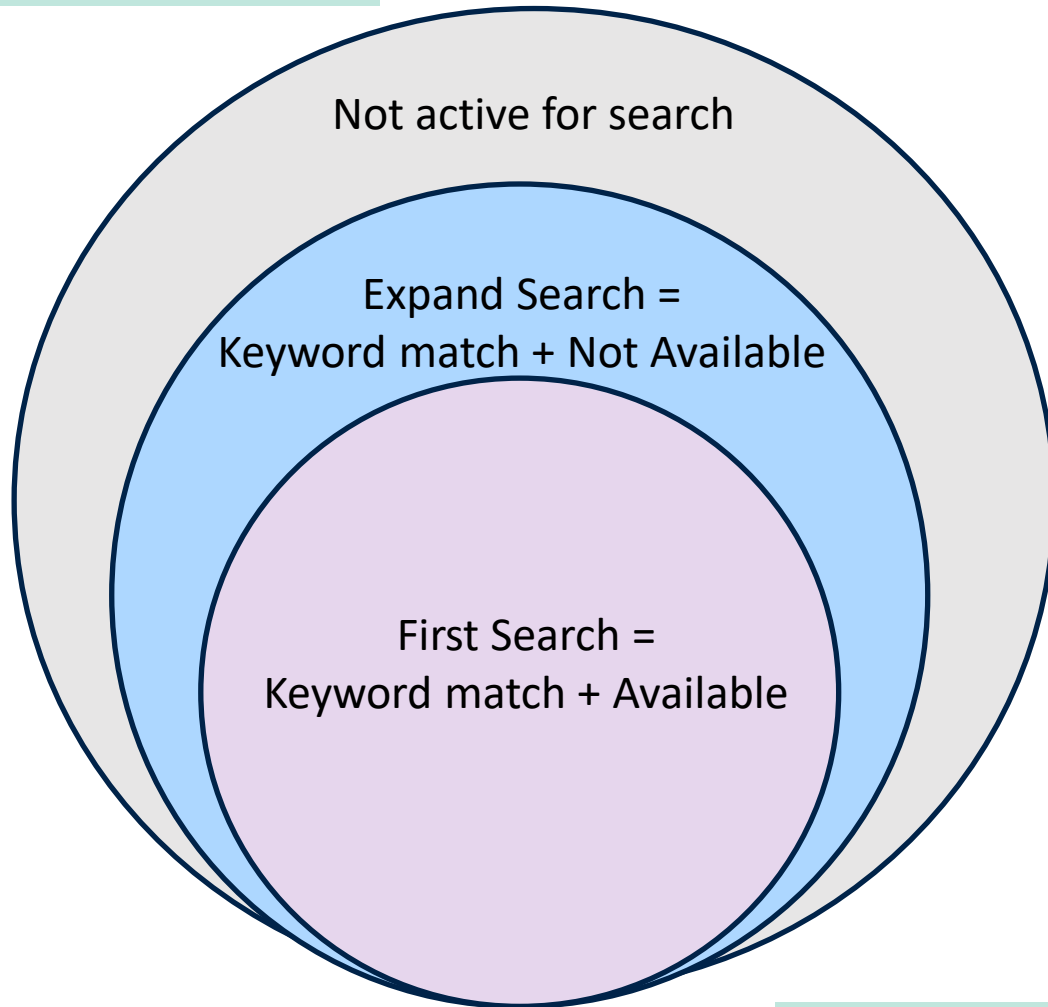 Not active for search
Expand Search =
Keyword match + Not Available
First Search =
Keyword match + Available